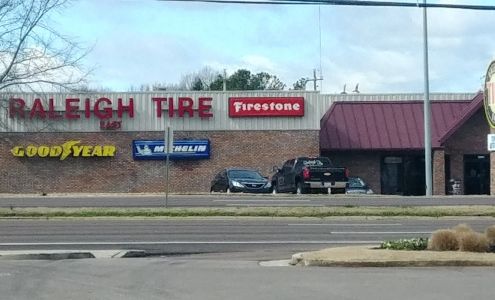 RALEIGH TIRE
Firestone
GOODYEAR
MICHELIN